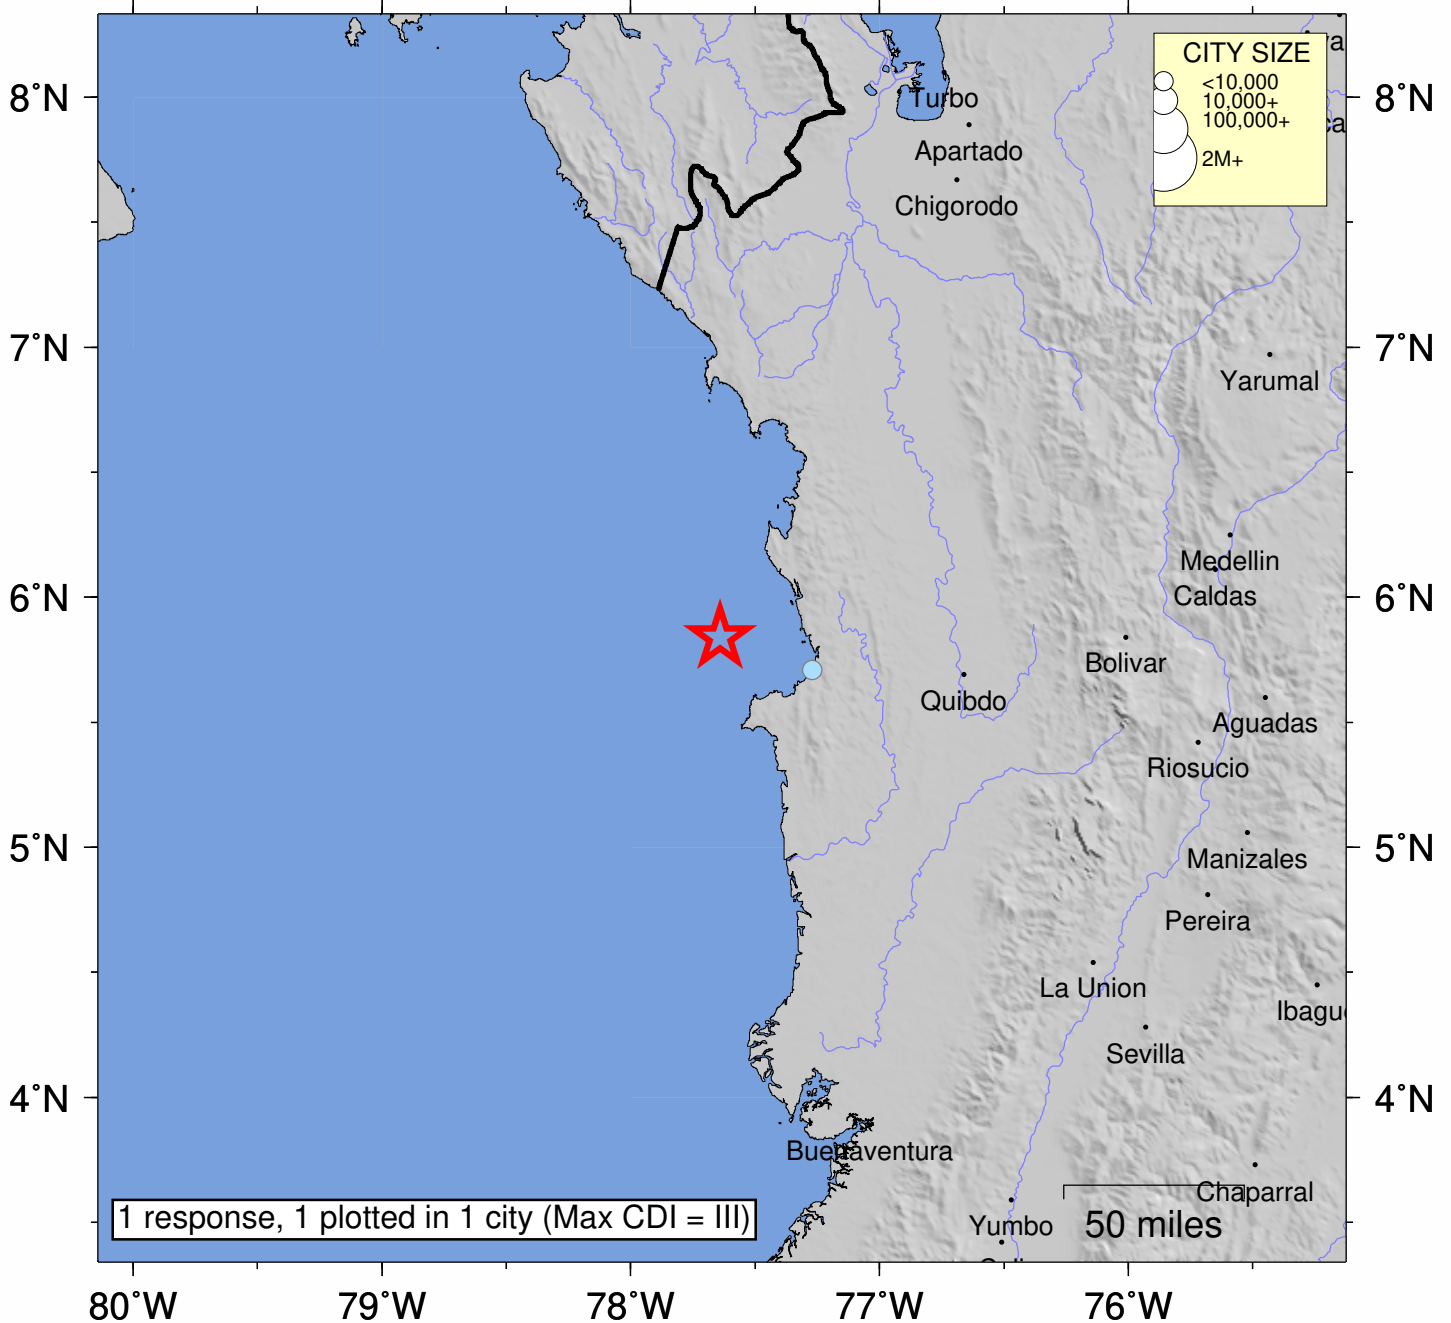 CITY SIZE
<10,000
10,000+
100,000+
2M+
8°N
8°N
Turbo
Apartado
Chigorodo
7°N
7°N
Yarumal
Medellin
6°N
Caldas
6°N
Bolivar
Quibdo
Aguadas
Riosucio
5°N
5°N
Manizales
Pereira
La Union
Ibagu
Sevilla
4°N
4°N
Buenaventura
Chaparral
1 response, 1 plotted in 1 city (Max CDI = III)
Yumbo
50 miles
80°W
79°W
78°W
77°W
76°W